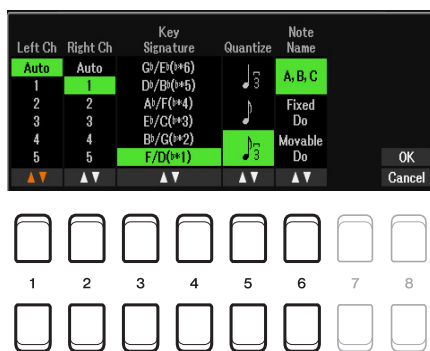 Left Ch Right Ch Key Signature Quantize Note Name
Auto Auto G♭/E♭(♭*6) 3 A, B, C
1 1 D♭/B♭(♭*5)
2 2 A♭/F(♭*4) Fixed Do
3 3 E♭/C(♭*3)
4 4 B♭/G(♭*2) 3 Movable Do
5 5 F/D(♭*1) OK
▲▼ ▲▼ ▲▼ ▲▼ ▲▼ Cancel
1 2 3 4 5 6 7 8